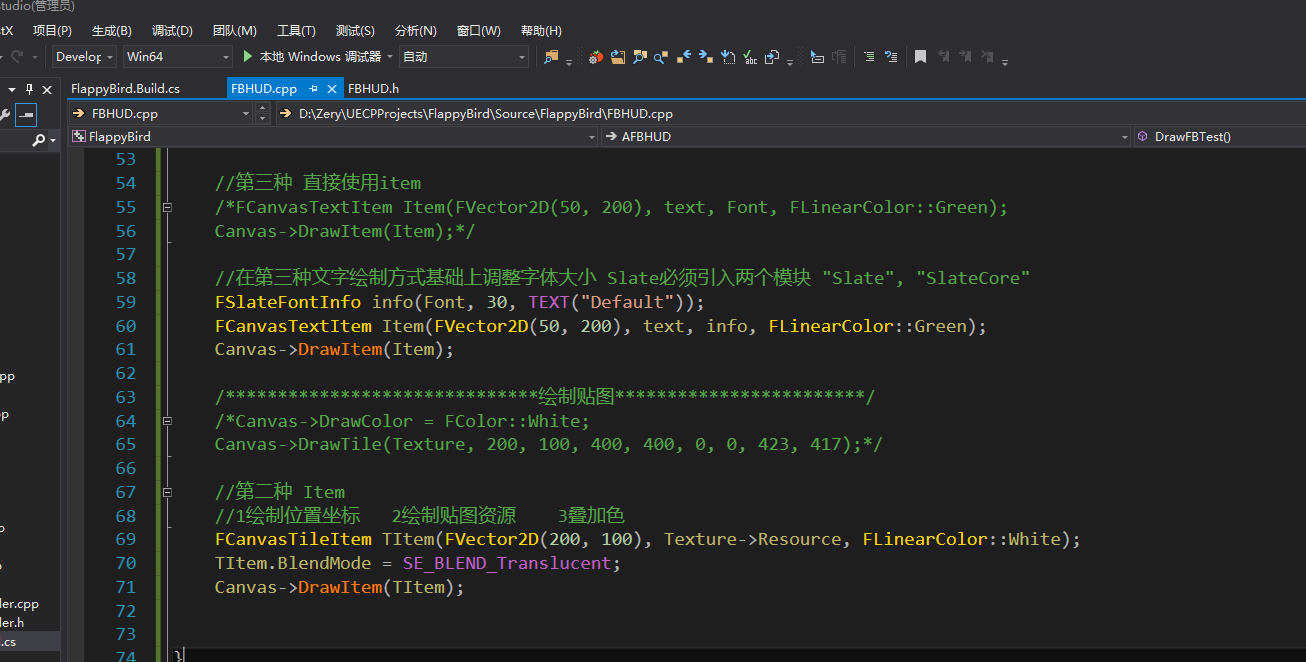 tudio(管理员)
tX 项目(P) 生成(B) 调试(D) 团队(M) 工具(T) 测试(S) 分析(N) 窗口(W) 帮助(H)
Develop Win64 本地 Windows 调试器 自动
FlappyBird.Build.cs FBHUD.cpp FBHUD.h
FBHUD.cpp D:\Zery\UECPProjects\FlappyBird\Source\FlappyBird\FBHUD.cpp
FlappyBird AFBHUD DrawFBTest()
53
54 //第三种 直接使用item
55 /*FCanvasTextItem Item(FVector2D(50, 200), text, Font, FLinearColor::Green);
56 Canvas->DrawItem(Item);*/
57
58 //在第三种文字绘制方式基础上调整字体大小 Slate必须引入两个模块 "Slate", "SlateCore"
59 FSlateFontInfo info(Font, 30, TEXT("Default"));
60 FCanvasTextItem Item(FVector2D(50, 200), text, info, FLinearColor::Green);
61 Canvas->DrawItem(Item);
62
63 /******************************绘制贴图************************/
64 /*Canvas->DrawColor = FColor::White;
65 Canvas->DrawTile(Texture, 200, 100, 400, 400, 0, 0, 423, 417);*/
66
67 //第二种 Item
68 //1绘制位置坐标 2绘制贴图资源 3叠加色
69 FCanvasTileItem TItem(FVector2D(200, 100), Texture->Resource, FLinearColor::White);
70 TItem.BlendMode = SE_BLEND_Translucent;
71 Canvas->DrawItem(TItem);
72
73
74 }
pp
p
ler.cpp
ler.h
.cs